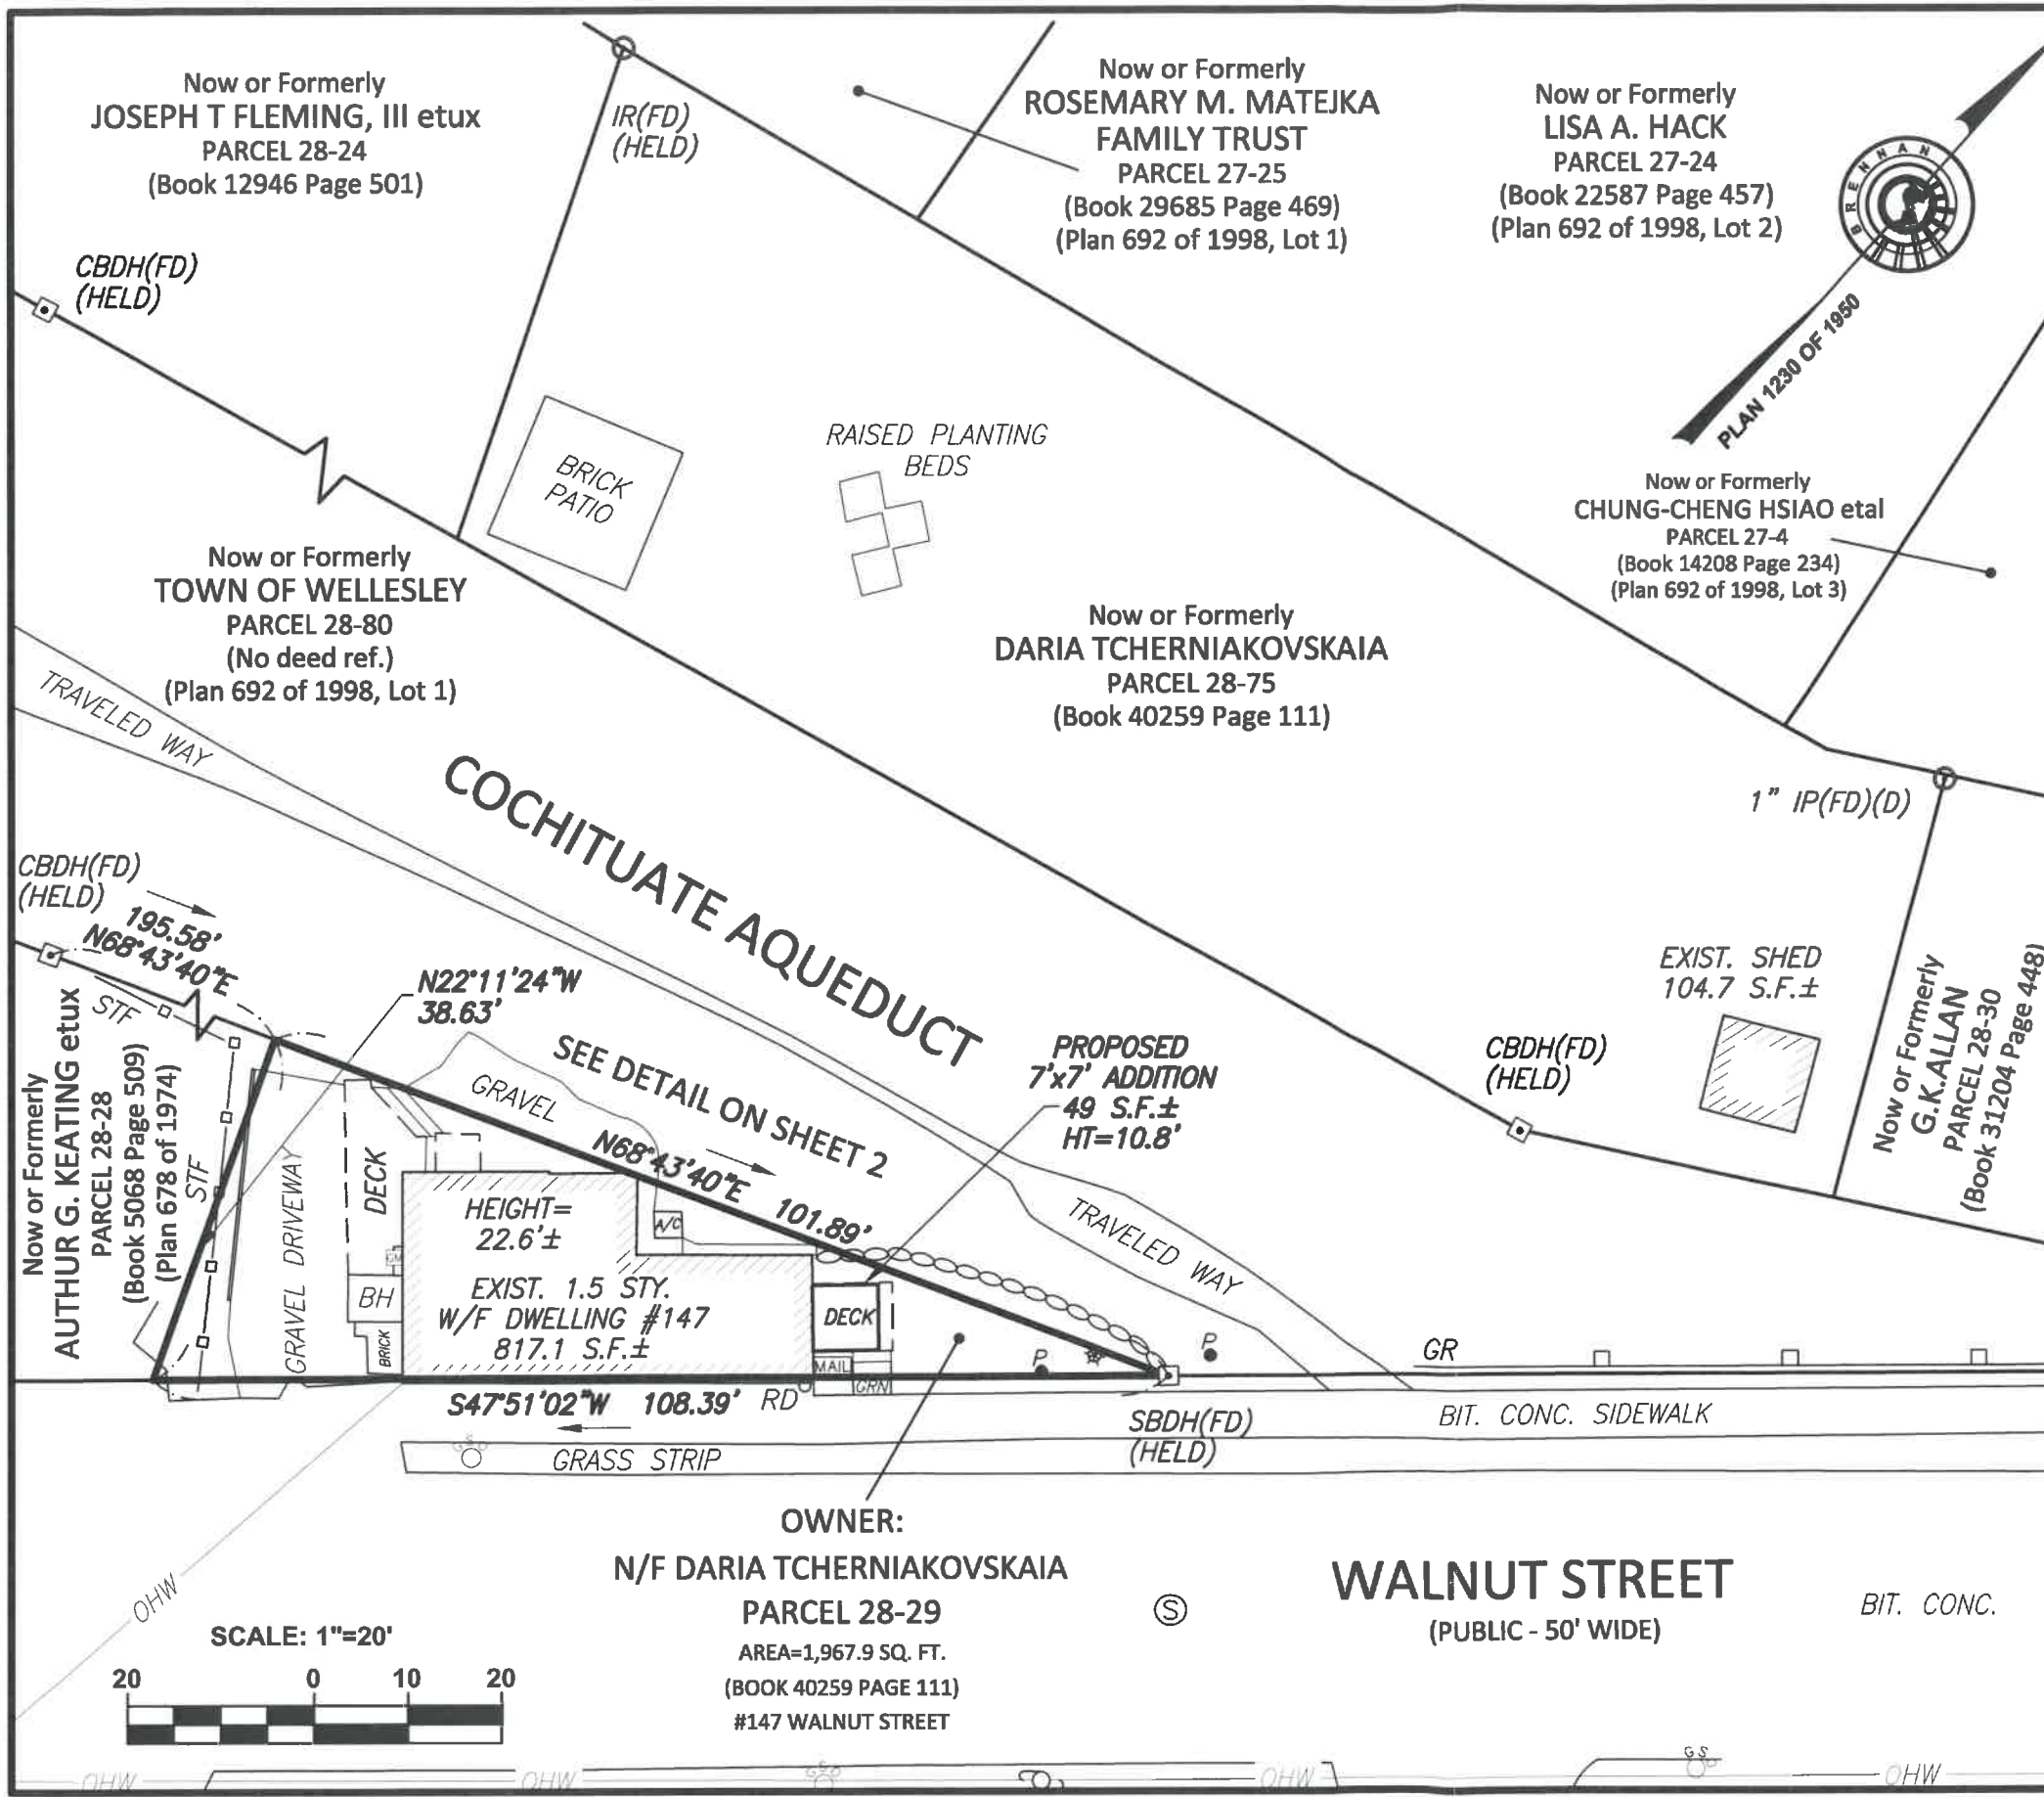 Now or Formerly
JOSEPH T FLEMING, III etux
PARCEL 28-24
(Book 12946 Page 501)
IR(FD)
(HELD)
Now or Formerly
ROSEMARY M. MATEJKA
FAMILY TRUST
PARCEL 27-25
(Book 29685 Page 469)
(Plan 692 of 1998, Lot 1)
Now or Formerly
LISA A. HACK
PARCEL 27-24
(Book 22587 Page 457)
(Plan 692 of 1998, Lot 2)
BRENNAN
PLAN 1230 OF 1950
CBDH(FD)
(HELD)
BRICK
PATIO
RAISED PLANTING
BEDS
Now or Formerly
CHUNG-CHENG HSIAO etal
PARCEL 27-4
(Book 14208 Page 234)
(Plan 692 of 1998, Lot 3)
Now or Formerly
TOWN OF WELLESLEY
PARCEL 28-80
(No deed ref.)
(Plan 692 of 1998, Lot 1)
Now or Formerly
DARIA TCHERNIAKOVSKAIA
PARCEL 28-75
(Book 40259 Page 111)
TRAVELED WAY
COCHITUATE AQUEDUCT
1" IP(FD)(D)
CBDH(FD)
(HELD)
195.58'
N68°43'40"E
STF
N22°11'24"W
38.63'
SEE DETAIL ON SHEET 2
GRAVEL
N68°43'40"E 101.89'
PROPOSED
7'x7' ADDITION
49 S.F.±
HT=10.8'
CBDH(FD)
(HELD)
EXIST. SHED
104.7 S.F.±
Now or Formerly
G.K.ALLAN
PARCEL 28-30
(Book 31204 Page 448)
Now or Formerly
AUTHUR G. KEATING etux
PARCEL 28-28
(Book 5068 Page 509)
(Plan 678 of 1974)
STF
GRAVEL DRIVEWAY
DECK
HEIGHT=
22.6'±
A/C
TRAVELED WAY
BH
BRICK
EXIST. 1.5 STY.
W/F DWELLING #147
817.1 S.F.±
DECK
MAIL
GRN
P
P
GR
S47°51'02"W 108.39'
RD
SBDH(FD)
(HELD)
BIT. CONC. SIDEWALK
GSO
GRASS STRIP
OWNER:
N/F DARIA TCHERNIAKOVSKAIA
PARCEL 28-29
AREA=1,967.9 SQ. FT.
(BOOK 40259 PAGE 111)
#147 WALNUT STREET
S
WALNUT STREET
(PUBLIC - 50' WIDE)
BIT. CONC.
OHW
SCALE: 1"=20'
20 0 10 20
OHW
OHW
OHW
OHW